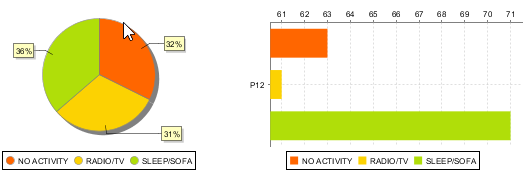 61 62 63 64 65 66 67 68 69 70 71
32%
36%
P12
31%
NO ACTIVITY RADIO/TV SLEEP/SOFA
NO ACTIVITY RADIO/TV SLEEP/SOFA